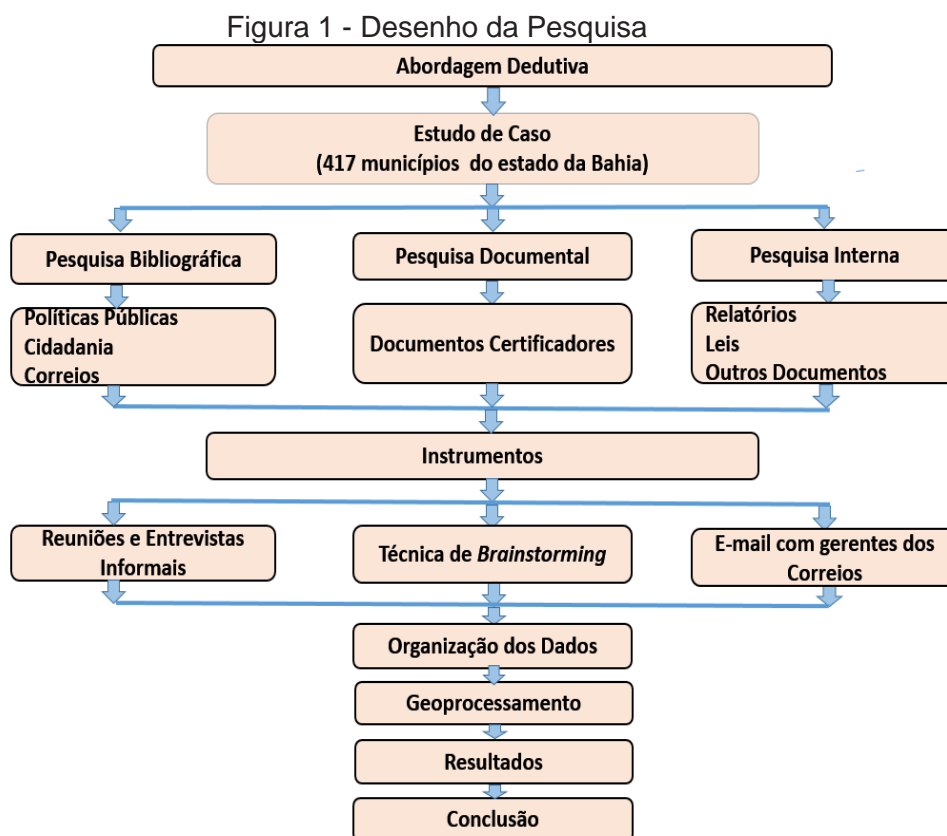 Figura 1 - Desenho da Pesquisa
Abordagem Dedutiva
Estudo de Caso
(417 municípios do estado da Bahia)
Pesquisa Bibliográfica
Pesquisa Documental
Pesquisa Interna
Políticas Públicas
Cidadania
Correios
Documentos Certificadores
Relatórios
Leis
Outros Documentos
Instrumentos
Reuniões e Entrevistas
Informais
Técnica de Brainstorming
E-mail com gerentes dos
Correios
Organização dos Dados
Geoprocessamento
Resultados
Conclusão